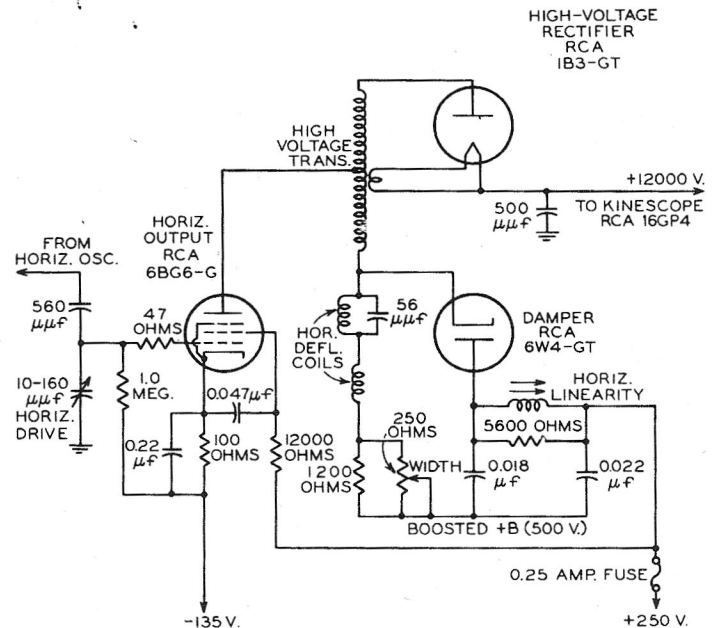 HIGH-VOLTAGE
RECTIFIER
RCA
1B3-GT
HIGH
VOLTAGE
TRANS.
+12000 V.
TO KINESCOPE
RCA 16GP4
500
μμf
HORIZ.
OUTPUT
RCA
6BG6-G
FROM
HORIZ. OSC.
560
μμf
47
OHMS
56
μμf
HOR.
DEFL.
COILS
DAMPER
RCA
6W4-GT
10-160
μμf
HORIZ.
DRIVE
1.0
MEG.
0.047μf
HORIZ.
LINEARITY
5600 OHMS
0.22
μf
100
OHMS
12000
OHMS
250
OHMS
1200
OHMS
WIDTH
0.018
μf
0.022
μf
BOOSTED +B (500 V.)
0.25 AMP. FUSE
-135 V.
+250 V.